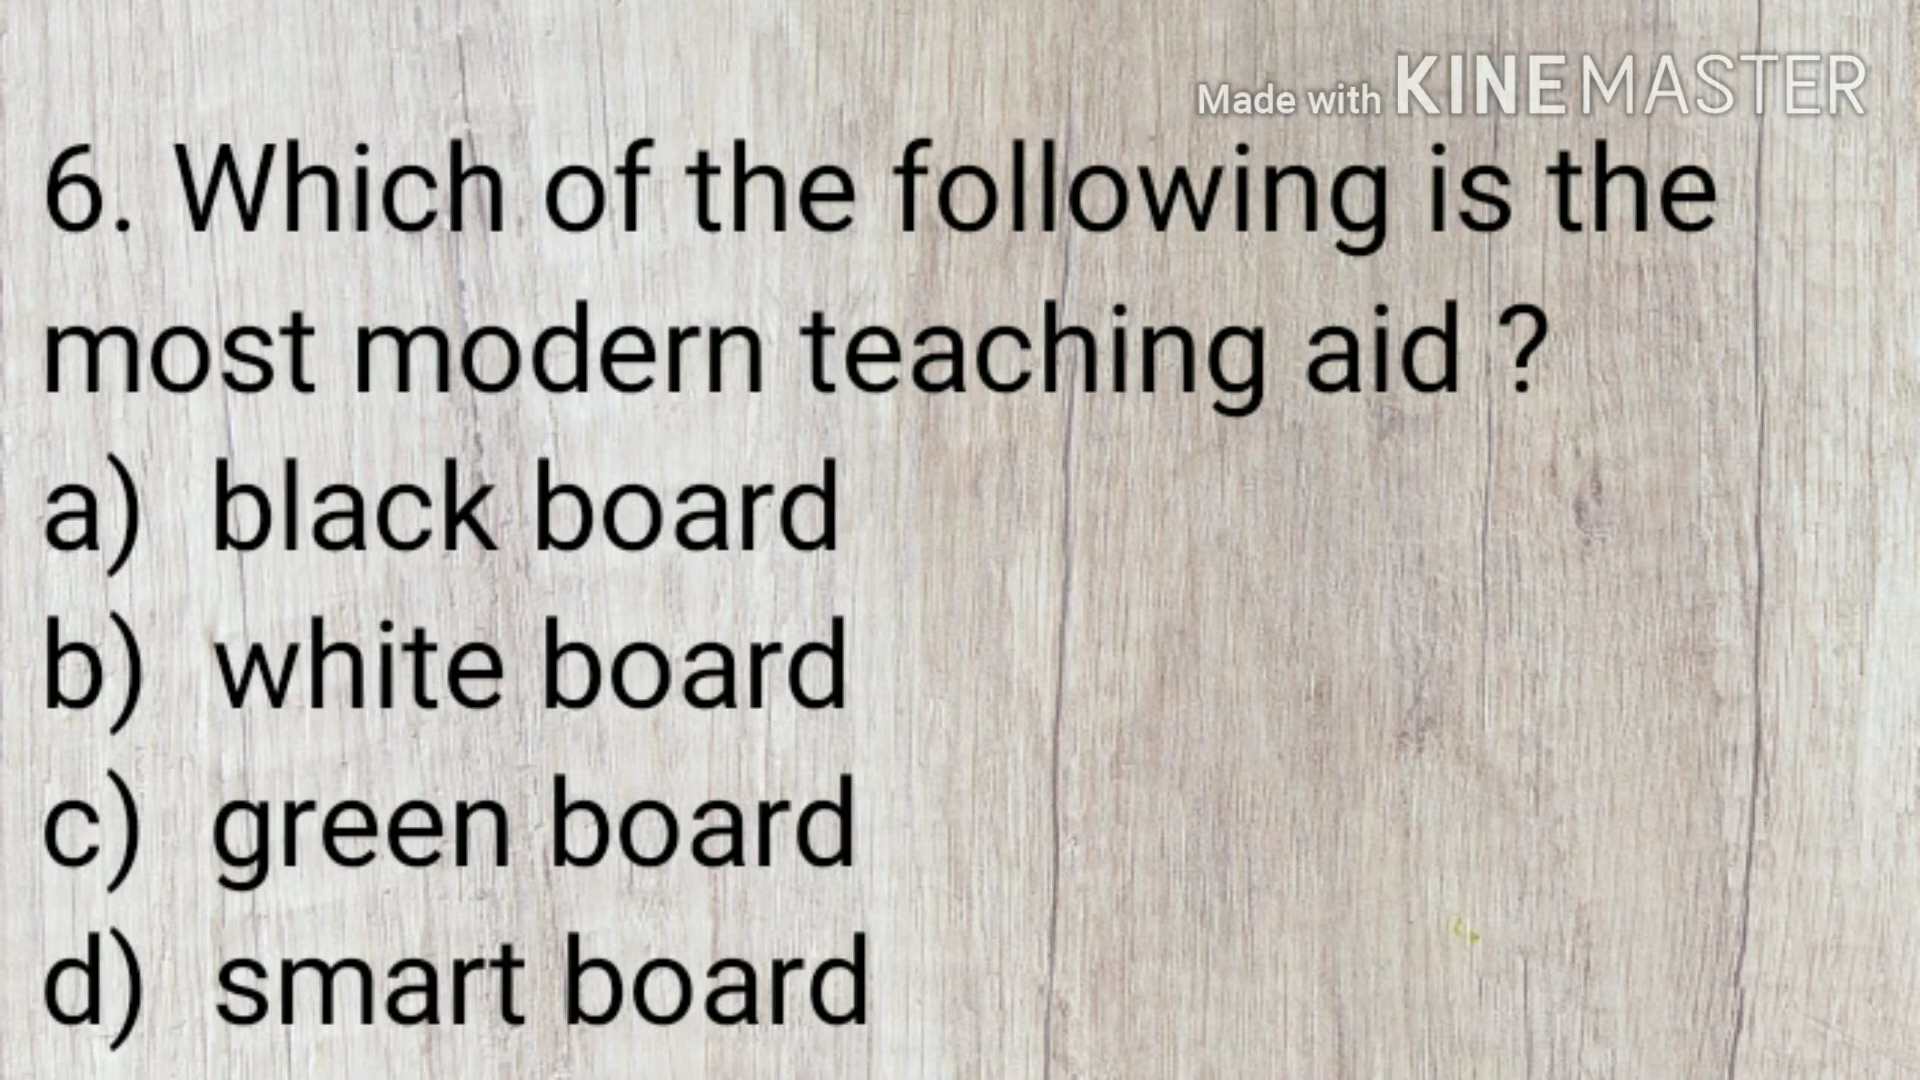 Made with KINEMASTER
6. Which of the following is the
most modern teaching aid ?
a) black board
b) white board
c) green board
d) smart board